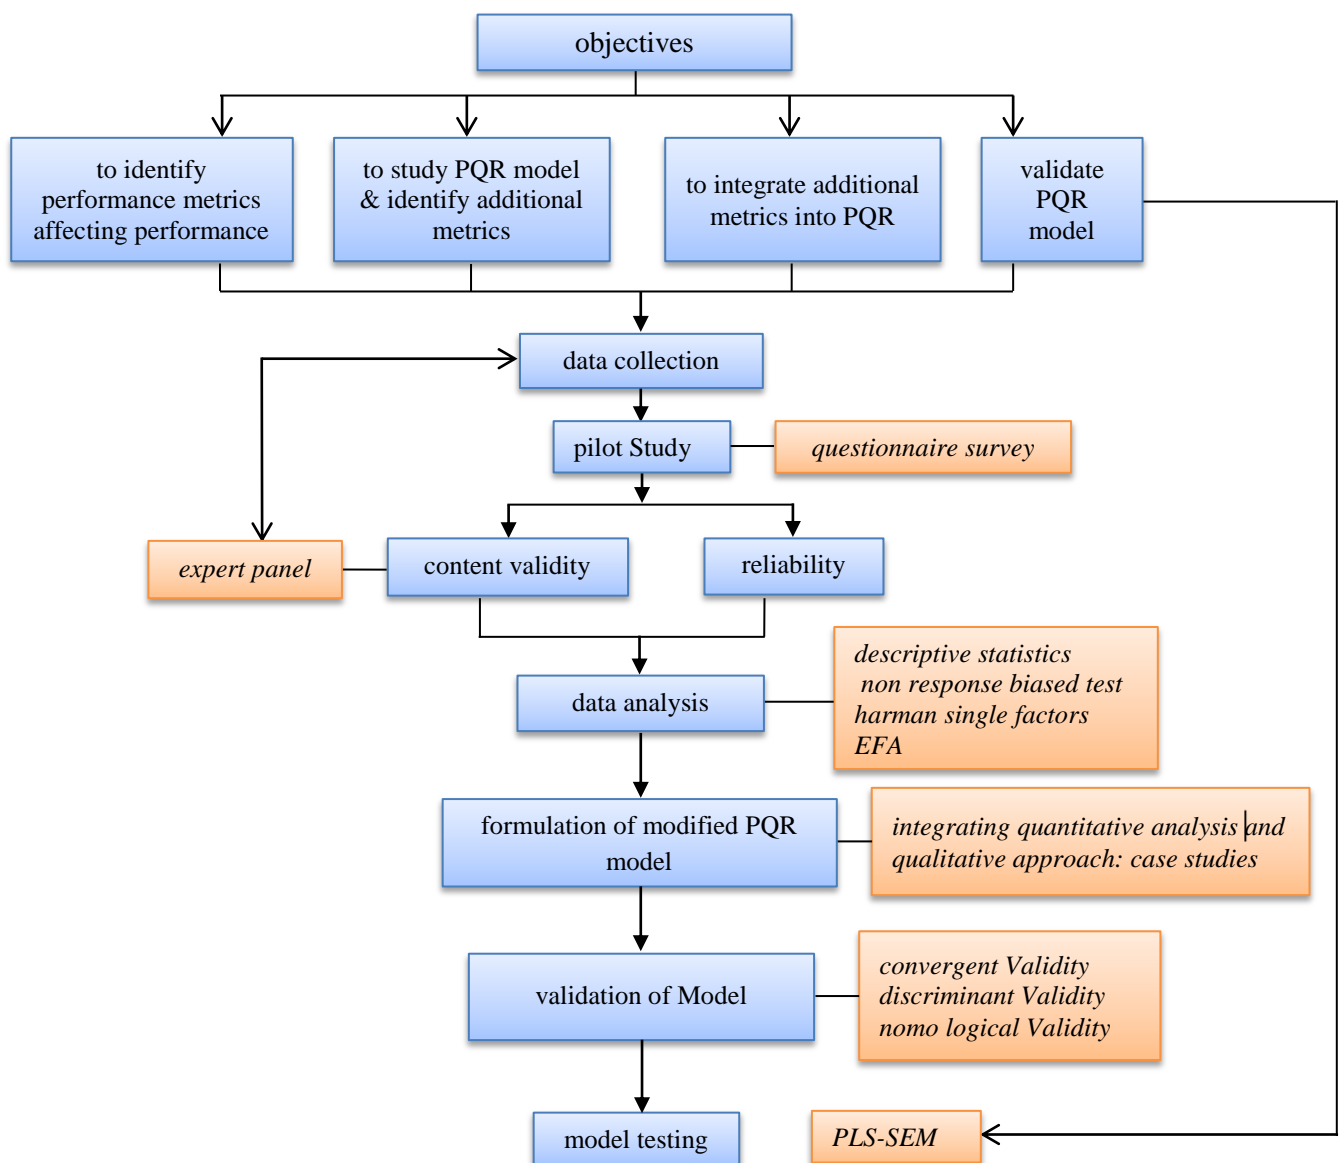 objectives
to identify
performance metrics
affecting performance
to study PQR model
& identify additional
metrics
to integrate additional
metrics into PQR
validate
PQR
model
data collection
pilot Study
questionnaire survey
expert panel
content validity
reliability
data analysis
descriptive statistics
non response biased test
harman single factors
EFA
formulation of modified PQR
model
integrating quantitative analysis and
qualitative approach: case studies
validation of Model
convergent Validity
discriminant Validity
nomo logical Validity
model testing
PLS-SEM